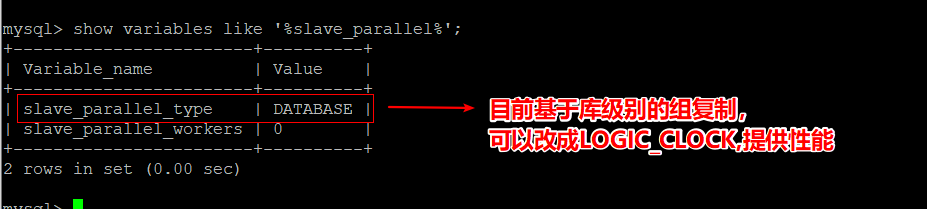 mysql> show variables like '%slave_parallel%';
+------------------------+----------+
| Variable_name | Value |
+------------------------+----------+
| slave_parallel_type | DATABASE |
目前基于库级别的组复制,
| slave_parallel_workers | 0 |
可以改成LOGIC_CLOCK,提供性能
+------------------------+----------+
2 rows in set (0.00 sec)
mysql>